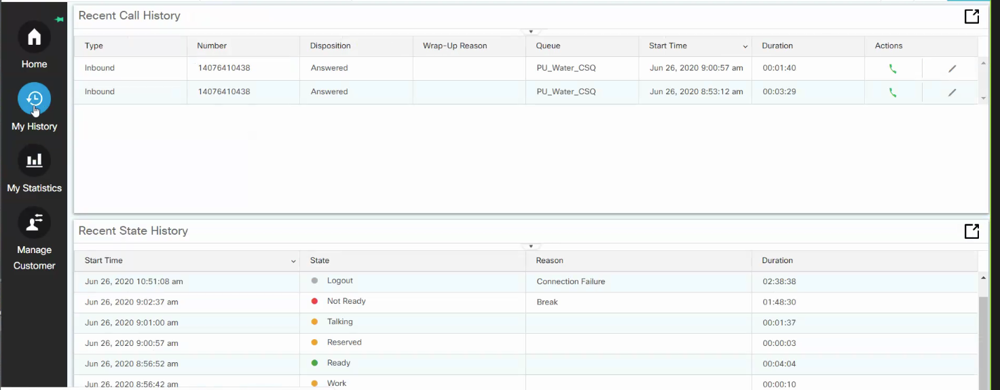 Home
My History
My Statistics
Manage
Customer
Recent Call History
Type Number Disposition Wrap-Up Reason Queue Start Time Duration Actions
Inbound 14076410438 Answered PU_Water_CSQ Jun 26, 2020 9:00:57 am 00:01:40
Inbound 14076410438 Answered PU_Water_CSQ Jun 26, 2020 8:53:12 am 00:03:29
Recent State History
Start Time State Reason Duration
Jun 26, 2020 10:51:08 am Logout Connection Failure 02:38:38
Jun 26, 2020 9:02:37 am Not Ready Break 01:48:30
Jun 26, 2020 9:01:00 am Talking 00:01:37
Jun 26, 2020 9:00:57 am Reserved 00:00:03
Jun 26, 2020 8:56:52 am Ready 00:04:04
Jun 26, 2020 8:56:42 am Work 00:00:10